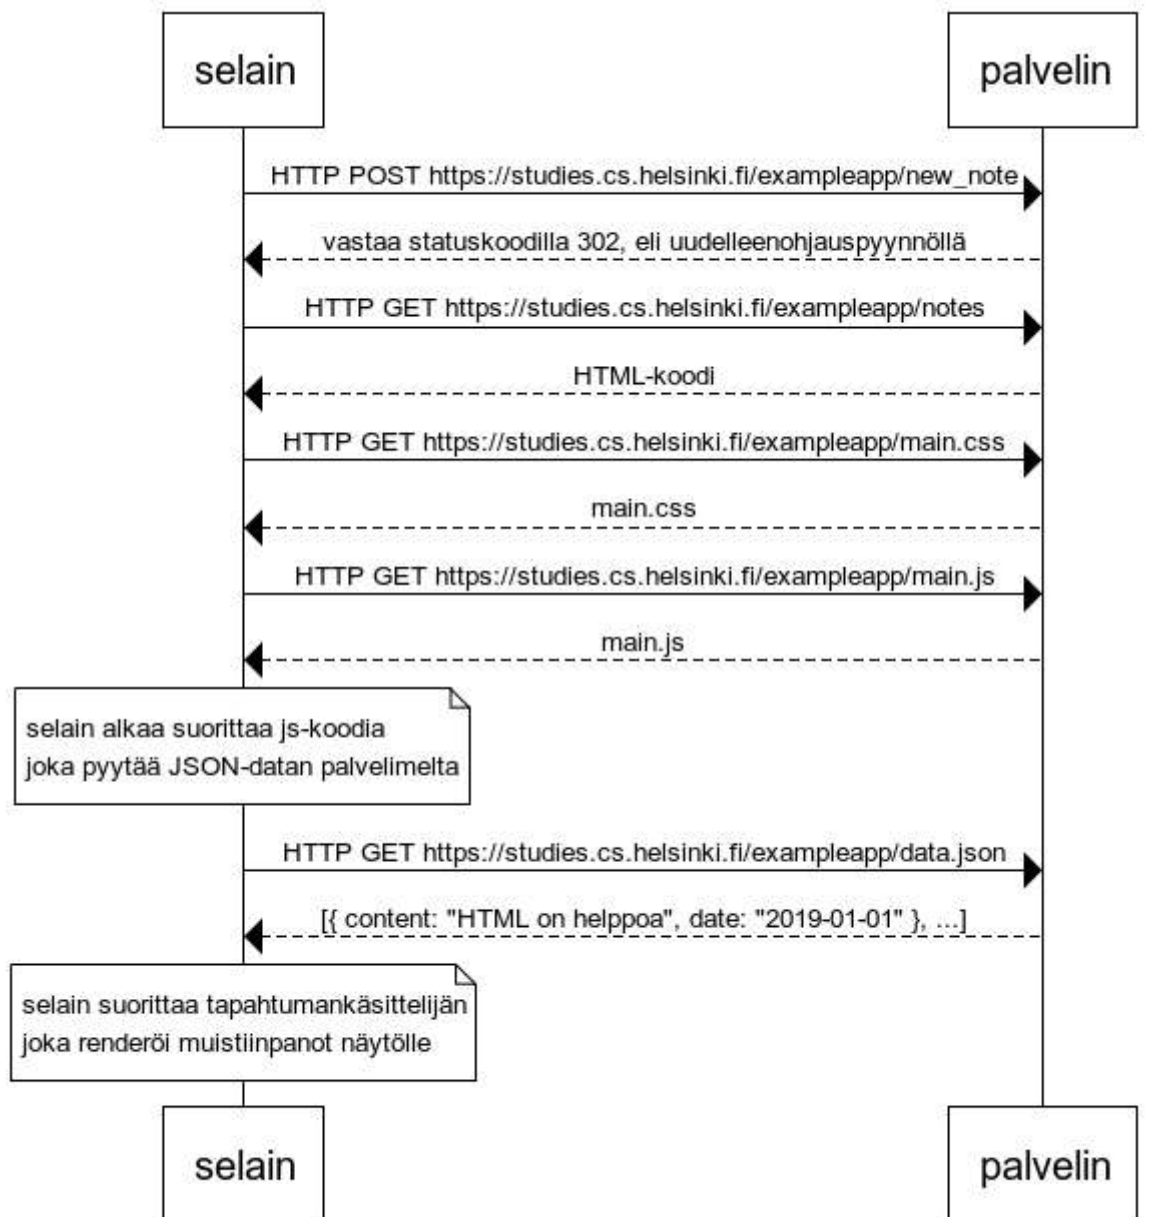 selain
palvelin
HTTP POST https://studies.cs.helsinki.fi/exampleapp/new_note
vastaa statuskoodilla 302, eli uudelleenohjauspyynnöllä
HTTP GET https://studies.cs.helsinki.fi/exampleapp/notes
HTML-koodi
HTTP GET https://studies.cs.helsinki.fi/exampleapp/main.css
main.css
HTTP GET https://studies.cs.helsinki.fi/exampleapp/main.js
main.js
selain alkaa suorittaa js-koodia
joka pyytää JSON-datan palvelimelta
HTTP GET https://studies.cs.helsinki.fi/exampleapp/data.json
[{ content: "HTML on helppoa", date: "2019-01-01" }, ...]
selain suorittaa tapahtumankäsittelijän
joka renderöi muistiinpanot näytölle
selain
palvelin